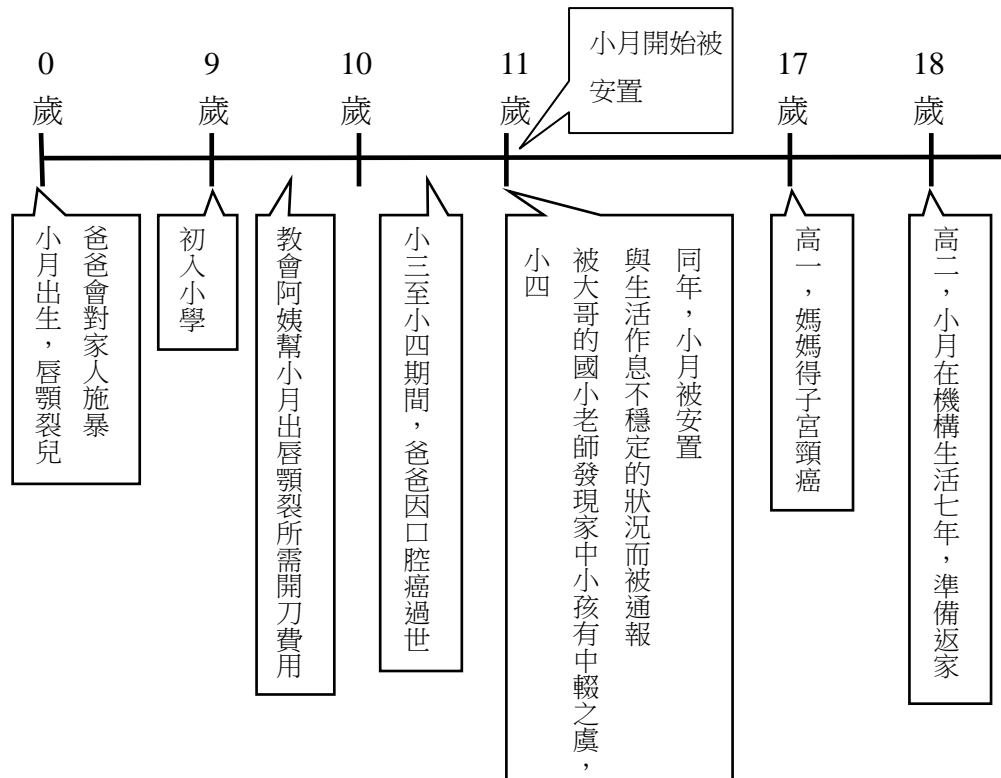 小月開始被
安置
0
歲
9
歲
10
歲
11
歲
17
歲
18
歲
小月出生，唇顎裂兒
爸爸會對家人施暴
初入小學
教會阿姨幫小月出唇顎裂所需開刀費用
小三至小四期間，爸爸因口腔癌過世
小四
被大哥的國小老師發現家中小孩有中輟之虞，
與生活作息不穩定的狀況而被通報
同年，小月被安置
高一，媽媽得子宮頸癌
高二，小月在機構生活七年，準備返家